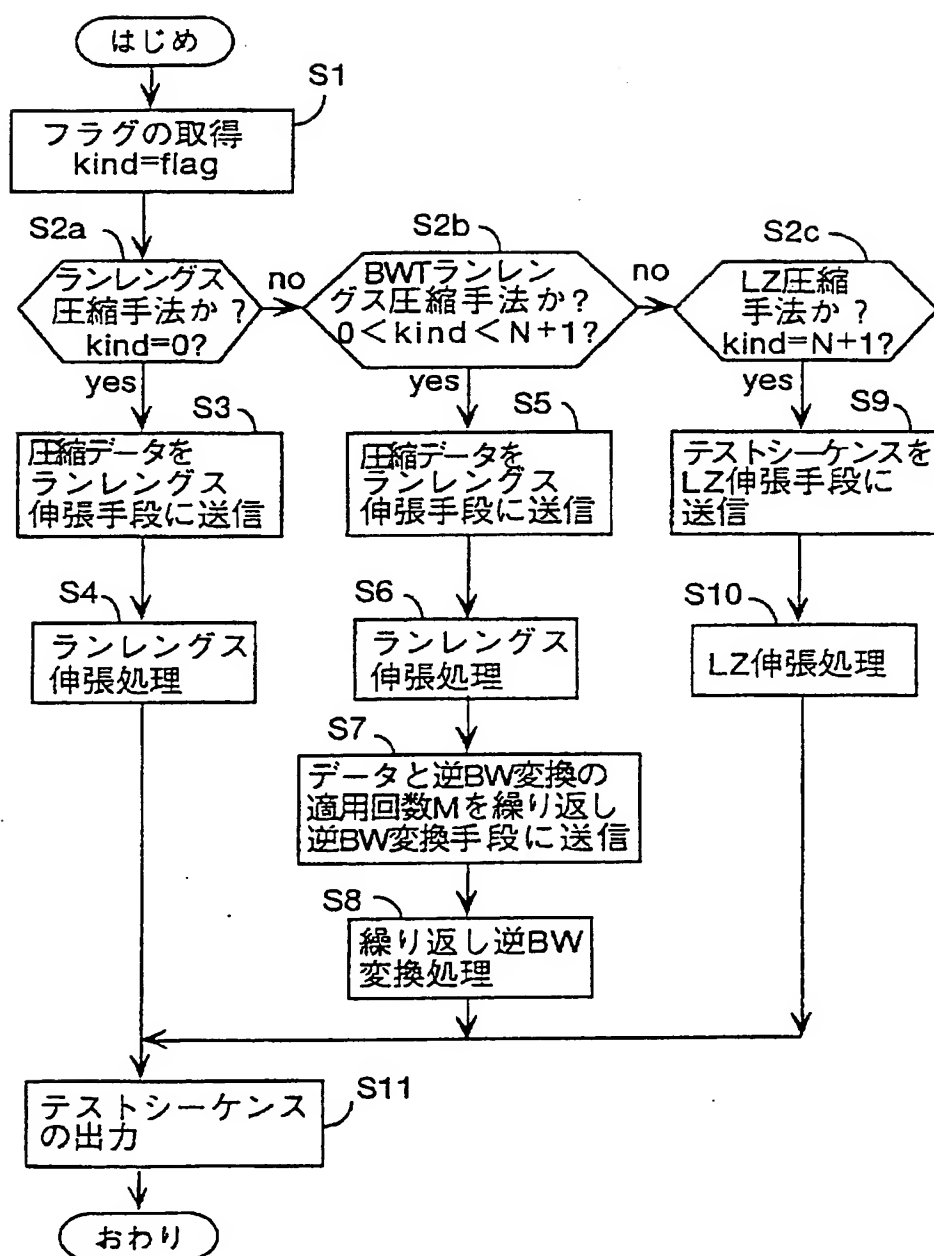 はじめ
S1
フラグの取得
kind=flag
S2a
ランレングス
圧縮手法か?
kind=0?
no
S2b
BWTランレン
グス圧縮手法か?
0<kind<N+1?
no
S2c
LZ圧縮
手法か?
kind=N+1?
yes
yes
yes
S3
圧縮データを
ランレングス
伸張手段に送信
S5
圧縮データを
ランレングス
伸張手段に送信
S9
テストシーケンスを
LZ伸張手段に
送信
S4
ランレングス
伸張処理
S6
ランレングス
伸張処理
S10
LZ伸張処理
S7
データと逆BW変換の
適用回数Mを繰り返し
逆BW変換手段に送信
S8
繰り返し逆BW
変換処理
S11
テストシーケンス
の出力
おわり